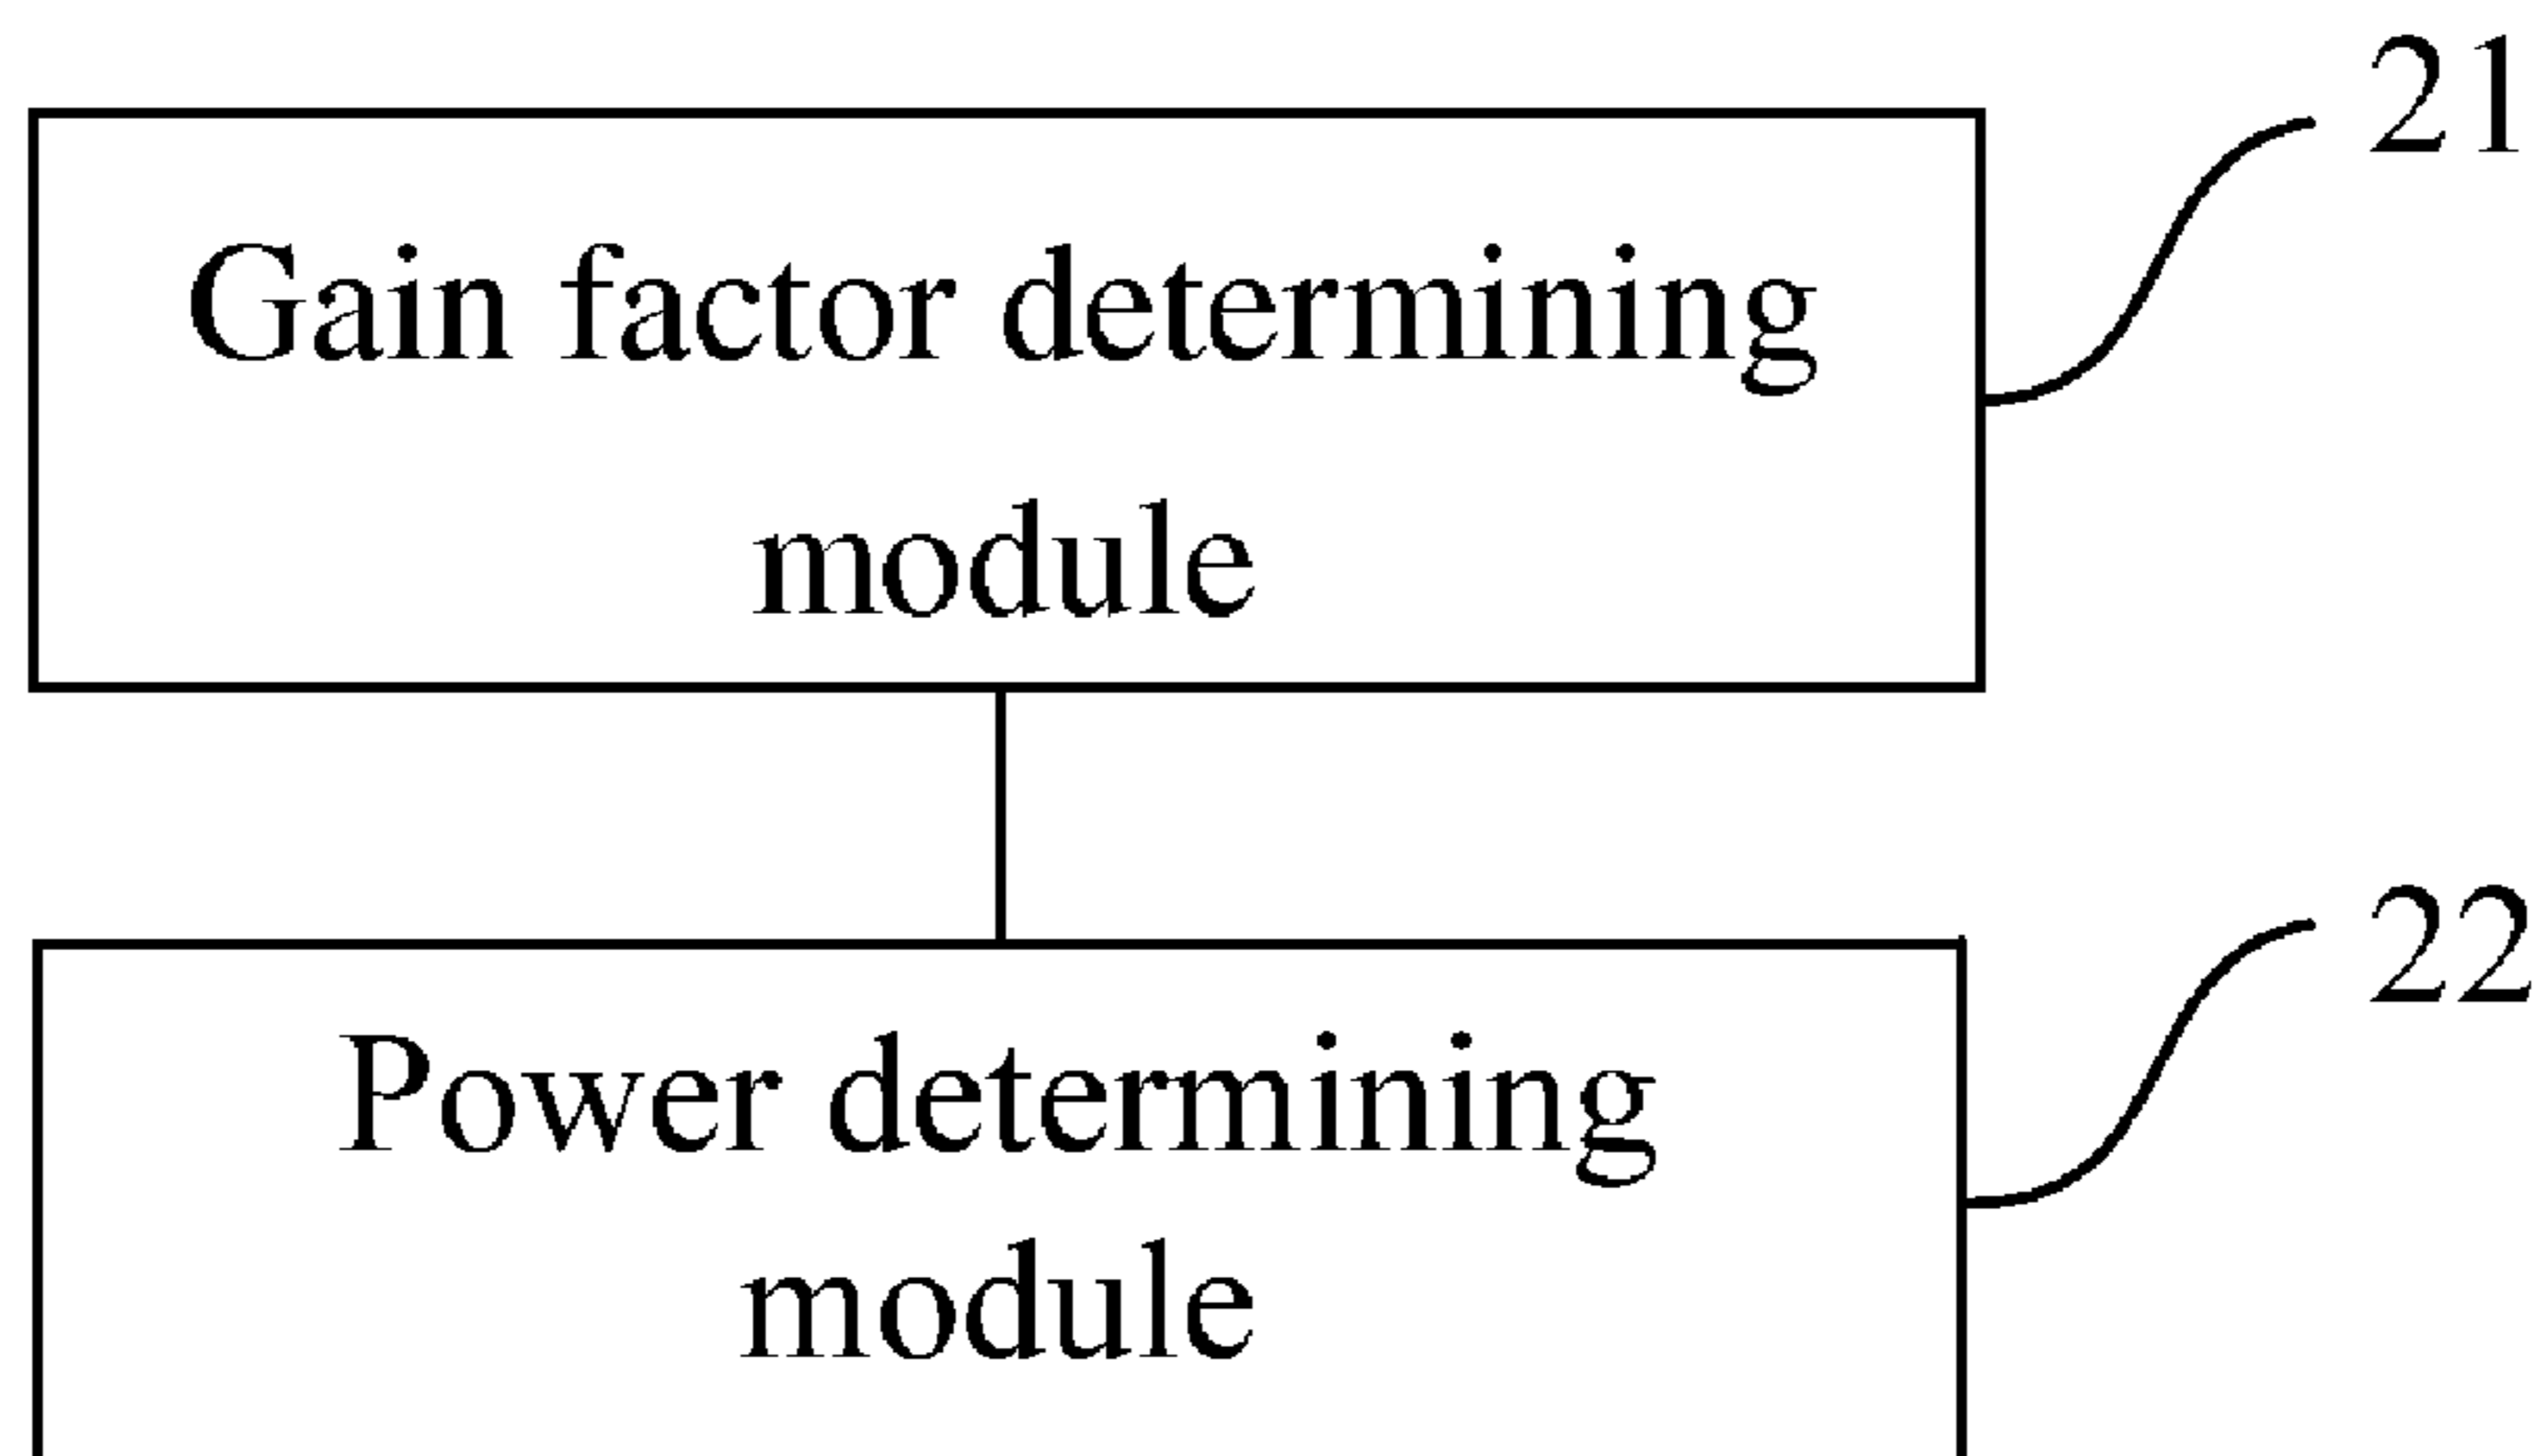 21
Gain factor determining
module
22
Power determining
module